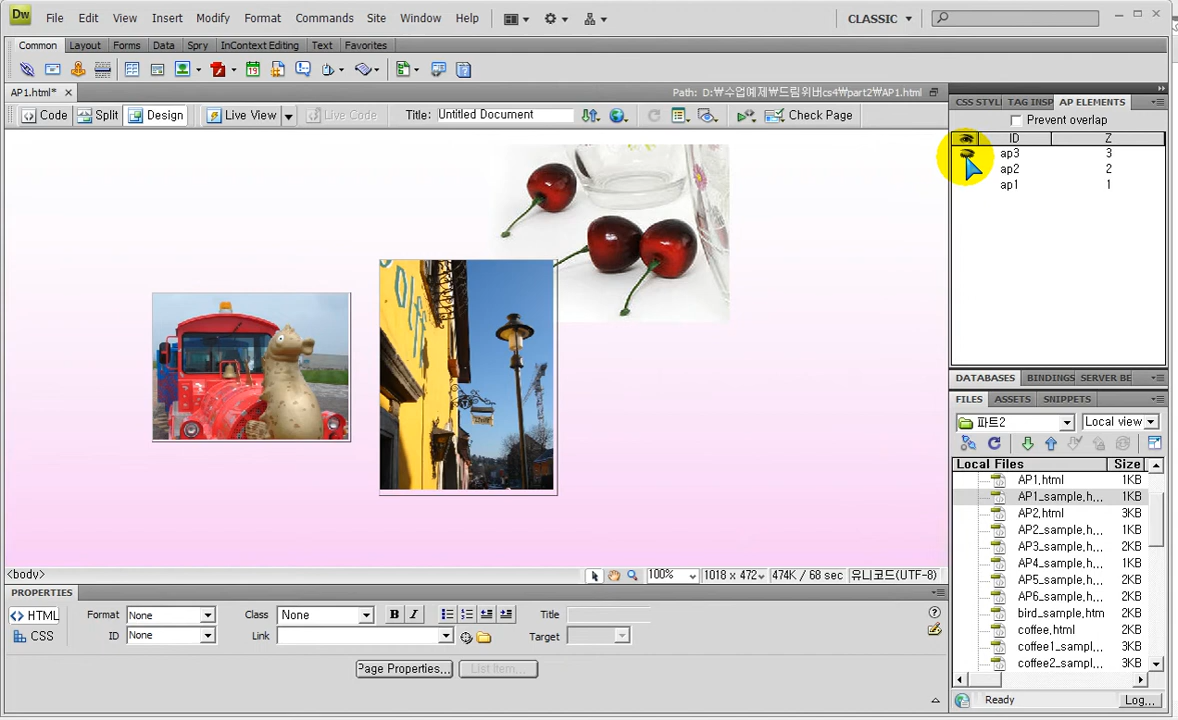 Dw File Edit View Insert Modify Format Commands Site Window Help CLASSIC
Common Layout Forms Data Spry InContext Editing Text Favorites
AP1.html* Path: D:₩수업예제₩드림위버cs4₩part2₩AP1.html
Code Split Design Live View Live Code Title: Untitled Document Check Page
CSS STYL TAG INSP AP ELEMENTS
Prevent overlap
ID Z
ap3 3
ap2 2
ap1 1
DATABASES BINDINGS SERVER BE
FILES ASSETS SNIPPETS
파트2 Local view
Local Files Size
AP1.html 1KB
AP1_sample.h... 1KB
AP2.html 3KB
AP2_sample.h... 1KB
AP3_sample.h... 2KB
AP4_sample.h... 1KB
AP5_sample.h... 2KB
AP6_sample.h... 2KB
bird_sample.htm 2KB
coffee.html 2KB
coffee1_sampl... 3KB
coffee2_sampl... 3KB
Ready Log...
<body> 100% 1018 x 472 474K / 68 sec 유니코드(UTF-8)
PROPERTIES
<> HTML Format None Class None B I Title
CSS ID None Link Target
Page Properties... List Item...